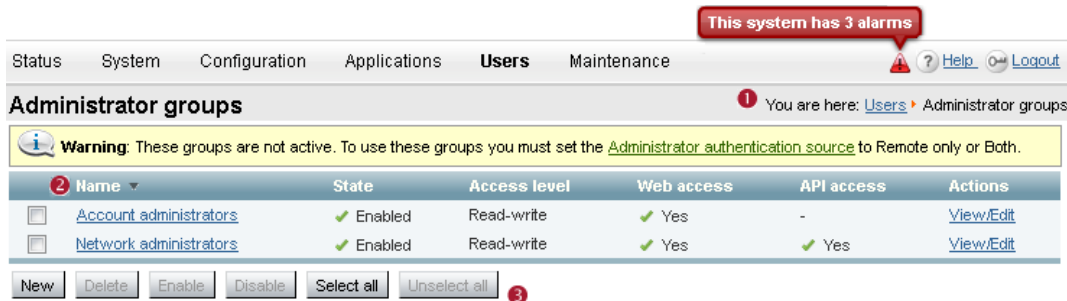 This system has 3 alarms
Status System Configuration Applications Users Maintenance ? Help Logout
Administrator groups 1 You are here: Users Administrator groups
Warning: These groups are not active. To use these groups you must set the Administrator authentication source to Remote only or Both.
2 Name State Access level Web access API access Actions
Account administrators Enabled Read-write Yes - View/Edit
Network administrators Enabled Read-write Yes Yes View/Edit
New Delete Enable Disable Select all Unselect all 3